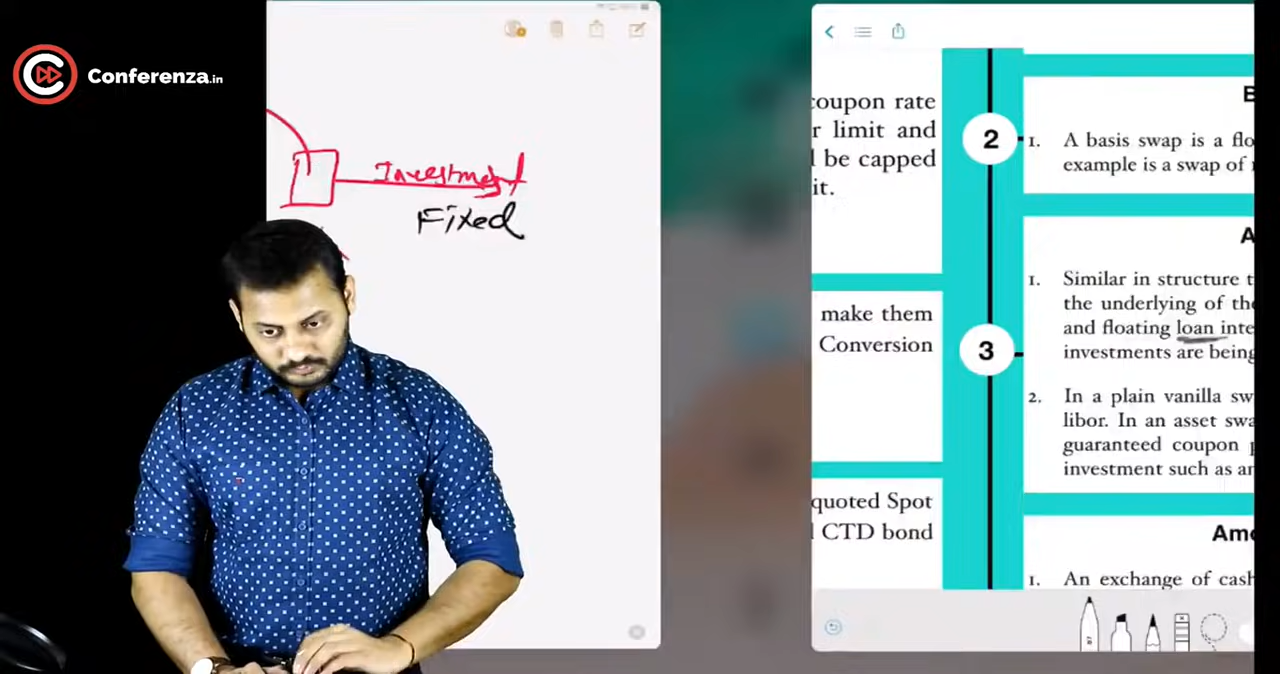 Conferenza.in
Investment
Fixed
coupon rate
r limit and
be capped
it.
make them
Conversion
quoted Spot
CTD bond
2
1. A basis swap is a flo
example is a swap of
3
1. Similar in structure t
the underlying of the
and floating loan inte
investments are being
2. In a plain vanilla sw
libor. In an asset swa
guaranteed coupon p
investment such as an
Amo
1. An exchange of cash